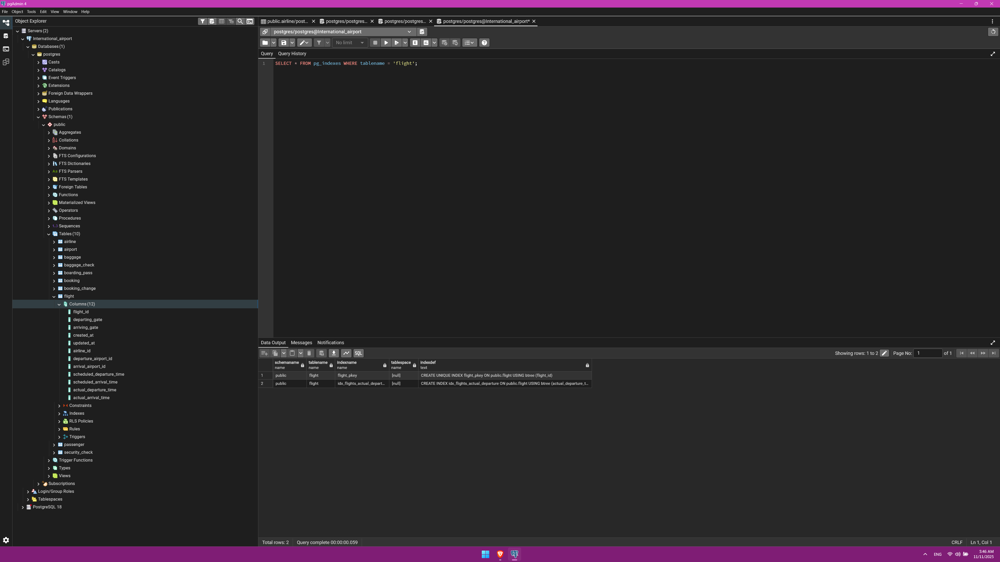 pgAdmin 4
File Object Tools Edit View Window Help
Object Explorer
Servers (2)
International_airport
Databases (1)
postgres
Casts
Catalogs
Event Triggers
Extensions
Foreign Data Wrappers
Languages
Publications
Schemas (1)
public
Aggregates
Collations
Domains
FTS Configurations
FTS Dictionaries
Aa FTS Parsers
FTS Templates
Foreign Tables
Functions
Materialized Views
Operators
Procedures
1..3 Sequences
Tables (10)
airline
airport
baggage
baggage_check
boarding_pass
booking
booking_change
flight
Columns (12)
flight_id
departing_gate
arriving_gate
created_at
updated_at
airline_id
departure_airport_id
arrival_airport_id
scheduled_departure_time
scheduled_arrival_time
actual_departure_time
actual_arrival_time
Constraints
Indexes
RLS Policies
Rules
Triggers
passenger
security_check
Trigger Functions
Types
Views
Subscriptions
Login/Group Roles
Tablespaces
PostgreSQL 18
public.airline/post... postgres/postgres... postgres/postgres... postgres/postgres@International_airport*
postgres/postgres@International_airport
No limit E
Query Query History
1 SELECT * FROM pg_indexes WHERE tablename = 'flight';
Data Output Messages Notifications
SQL Showing rows: 1 to 2 Page No: 1 of 1
schemaname tablename indexname tablespace indexdef
name name name name text
1 public flight flight_pkey [null] CREATE UNIQUE INDEX flight_pkey ON public.flight USING btree (flight_id)
2 public flight idx_flights_actual_depart... [null] CREATE INDEX idx_flights_actual_departure ON public.flight USING btree (actual_departure_t...
Total rows: 2 Query complete 00:00:00.059 CRLF Ln 1, Col 1
ENG 5:46 AM
11/11/2025